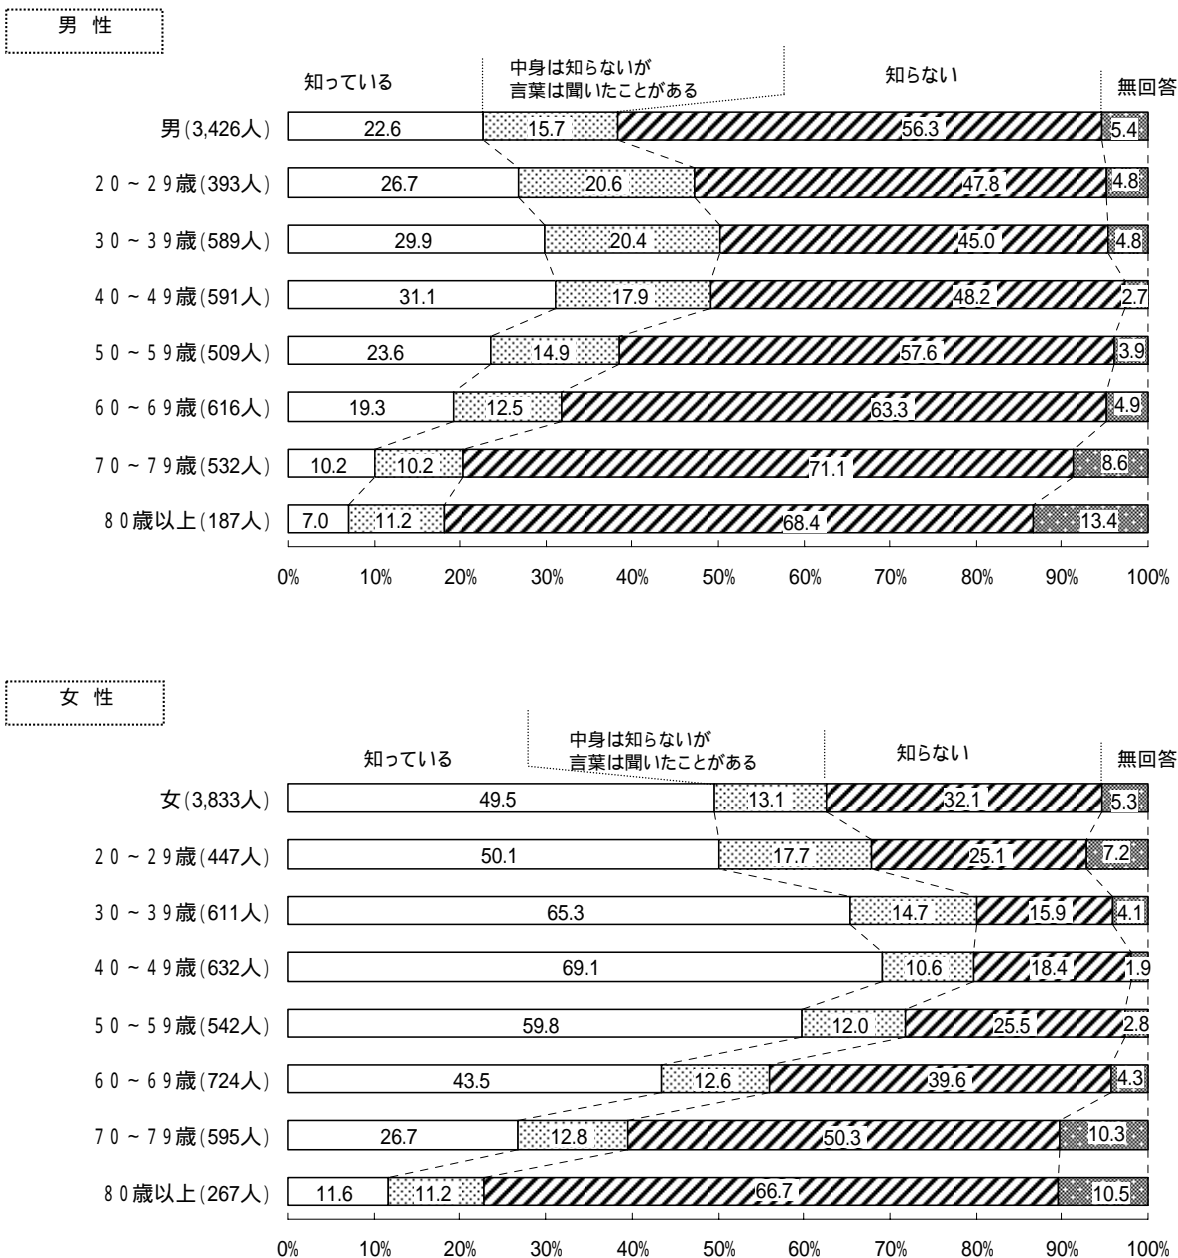 男 性
知っている
中身は知らないが
言葉は聞いたことがある
知らない
無回答
男(3,426人) 22.6 15.7 56.3 5.4
20~29歳(393人) 26.7 20.6 47.8 4.8
30~39歳(589人) 29.9 20.4 45.0 4.8
40~49歳(591人) 31.1 17.9 48.2 2.7
50~59歳(509人) 23.6 14.9 57.6 3.9
60~69歳(616人) 19.3 12.5 63.3 4.9
70~79歳(532人) 10.2 10.2 71.1 8.6
80歳以上(187人) 7.0 11.2 68.4 13.4
0% 10% 20% 30% 40% 50% 60% 70% 80% 90% 100%
女 性
知っている
中身は知らないが
言葉は聞いたことがある
知らない
無回答
女(3,833人) 49.5 13.1 32.1 5.3
20~29歳(447人) 50.1 17.7 25.1 7.2
30~39歳(611人) 65.3 14.7 15.9 4.1
40~49歳(632人) 69.1 10.6 18.4 1.9
50~59歳(542人) 59.8 12.0 25.5 2.8
60~69歳(724人) 43.5 12.6 39.6 4.3
70~79歳(595人) 26.7 12.8 50.3 10.3
80歳以上(267人) 11.6 11.2 66.7 10.5
0% 10% 20% 30% 40% 50% 60% 70% 80% 90% 100%